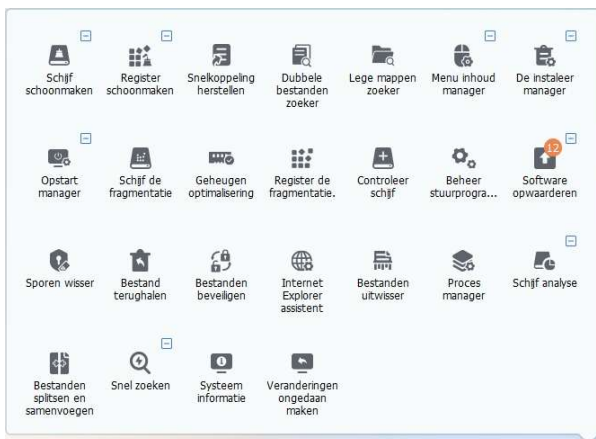 Schijf schoonmaken
Register schoonmaken
Snelkoppeling herstellen
Dubbele bestanden zoeker
Lege mappen zoeker
Menu inhoud manager
De instaleer manager
Opstart manager
Schijf de fragmentatie
Geheugen optimalisering
Register de fragmentatie.
Controleer schijf
Beheer stuurprogra...
12
Software opwaarderen
Sporen wisser
Bestand terughalen
Bestanden beveiligen
Internet Explorer assistent
Bestanden uitwisser
Proces manager
Schijf analyse
Bestanden splitsen en samenvoegen
Snel zoeken
Systeem informatie
Veranderingen ongedaan maken